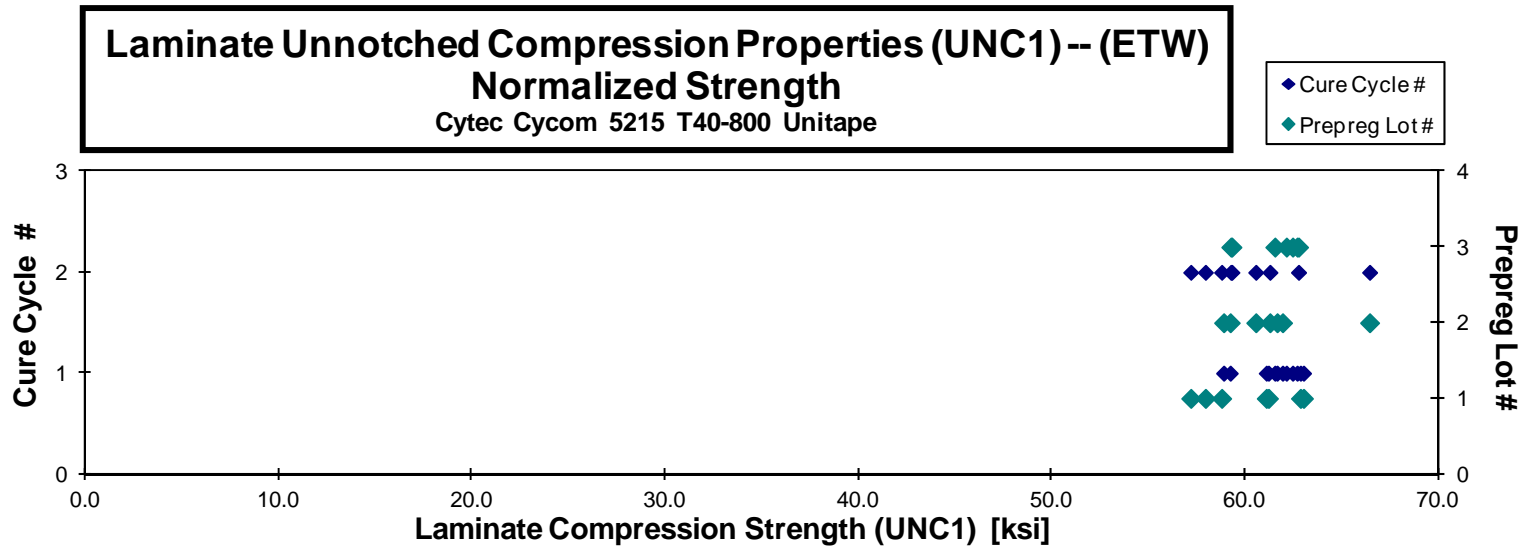 Laminate Unnotched Compression Properties (UNC1) -- (ETW)
Normalized Strength
Cytec Cycom 5215 T40-800 Unitape
Cure Cycle #
Prepreg Lot #
3
2
1
0
Cure Cycle #
4
3
2
1
0
Prepreg Lot #
0.0 10.0 20.0 30.0 40.0 50.0 60.0 70.0
Laminate Compression Strength (UNC1) [ksi]